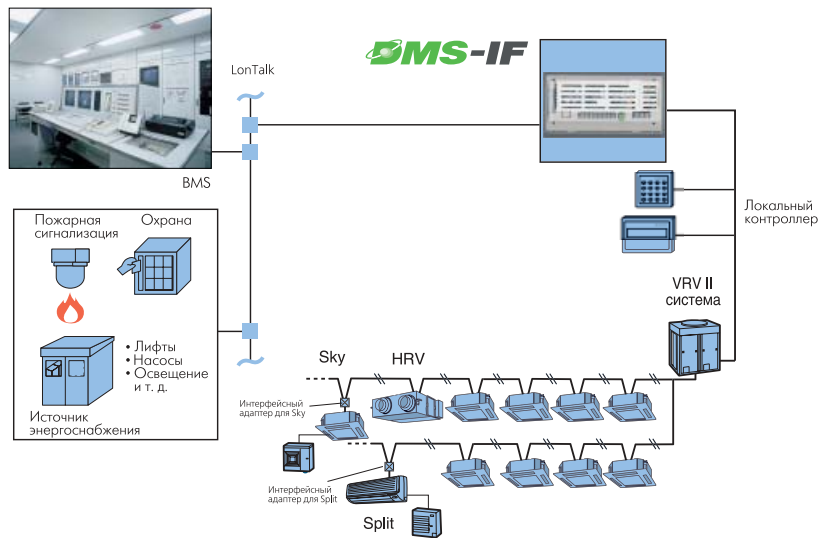 LonTalk
DMS-IF
BMS
Пожарная
сигнализация
Охрана
• Лифты
• Насосы
• Освещение
и т. д.
Источник
энергоснабжения
Локальный
контроллер
VRV II
система
Sky
HRV
Интерфейсный
адаптер для Sky
Интерфейсный
адаптер для Split
Split